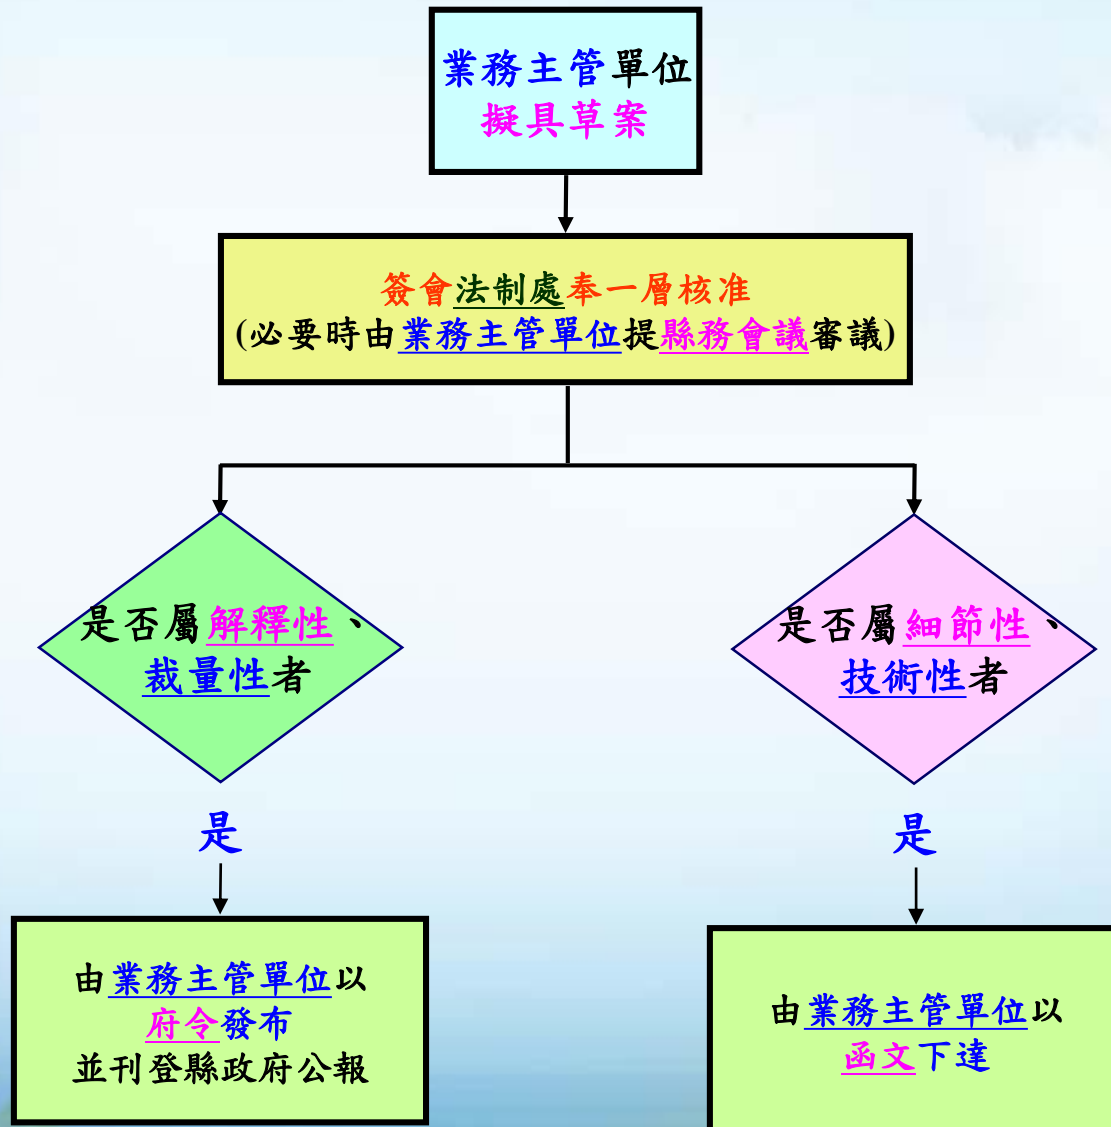 業務主管單位
擬具草案
簽會法制處奉一層核准
(必要時由業務主管單位提縣務會議審議)
是否屬解釋性、
裁量性者
是否屬細節性、
技術性者
是
是
由業務主管單位以
府令發布
並刊登縣政府公報
由業務主管單位以
函文下達